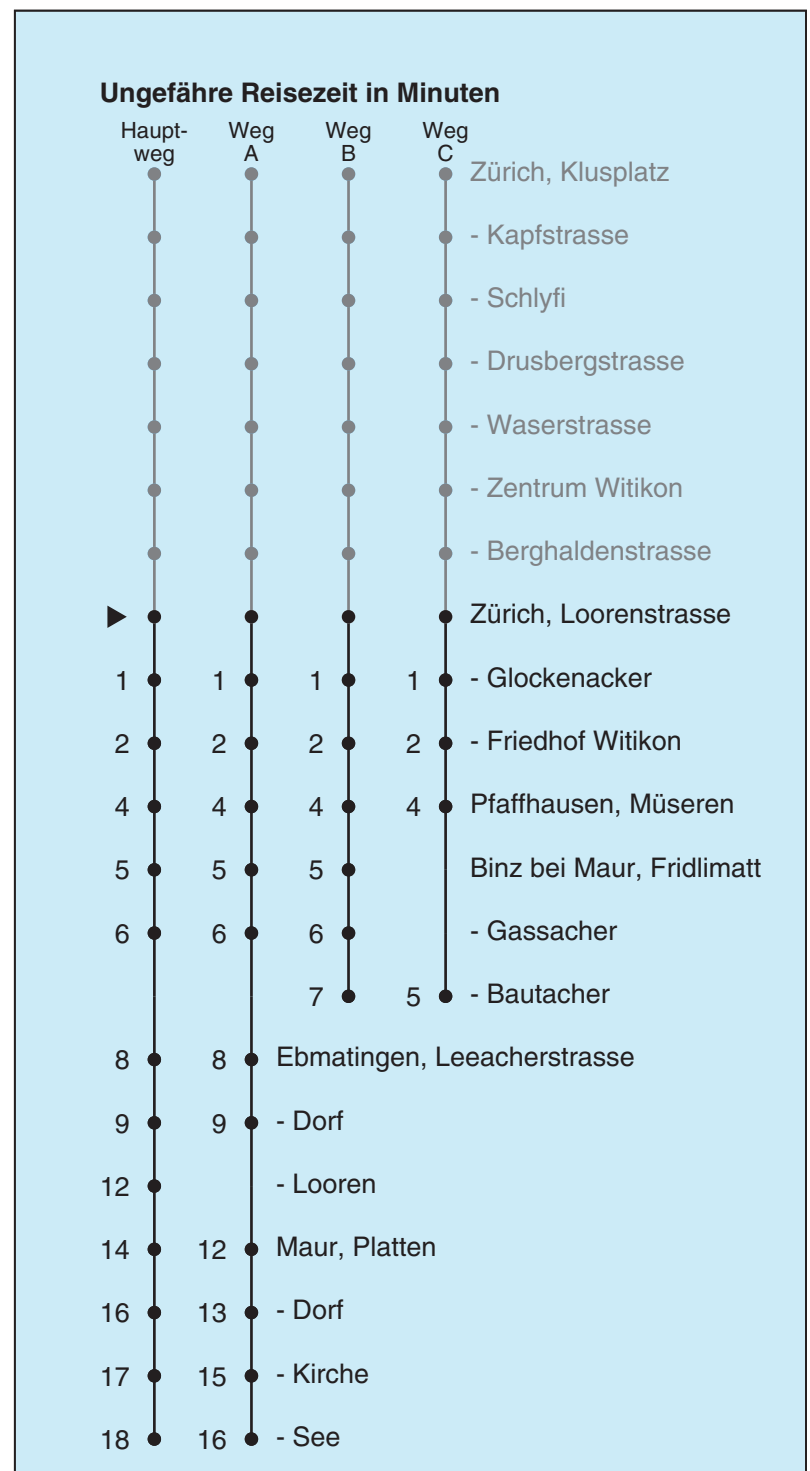 Ungefähre Reisezeit in Minuten
Haupt- Weg Weg Weg
weg A B C
Zürich, Klusplatz
- Kapfstrasse
- Schlyfi
- Drusbergstrasse
- Waserstrasse
- Zentrum Witikon
- Berghaldenstrasse
Zürich, Loorenstrasse
1 1 1 1 - Glockenacker
2 2 2 2 - Friedhof Witikon
4 4 4 4 Pfaffhausen, Müseren
5 5 5 Binz bei Maur, Fridlimatt
6 6 6 - Gassacher
7 5 - Bautacher
8 8 Ebmatingen, Leeacherstrasse
9 9 - Dorf
12 - Looren
14 12 Maur, Platten
16 13 - Dorf
17 15 - Kirche
18 16 - See